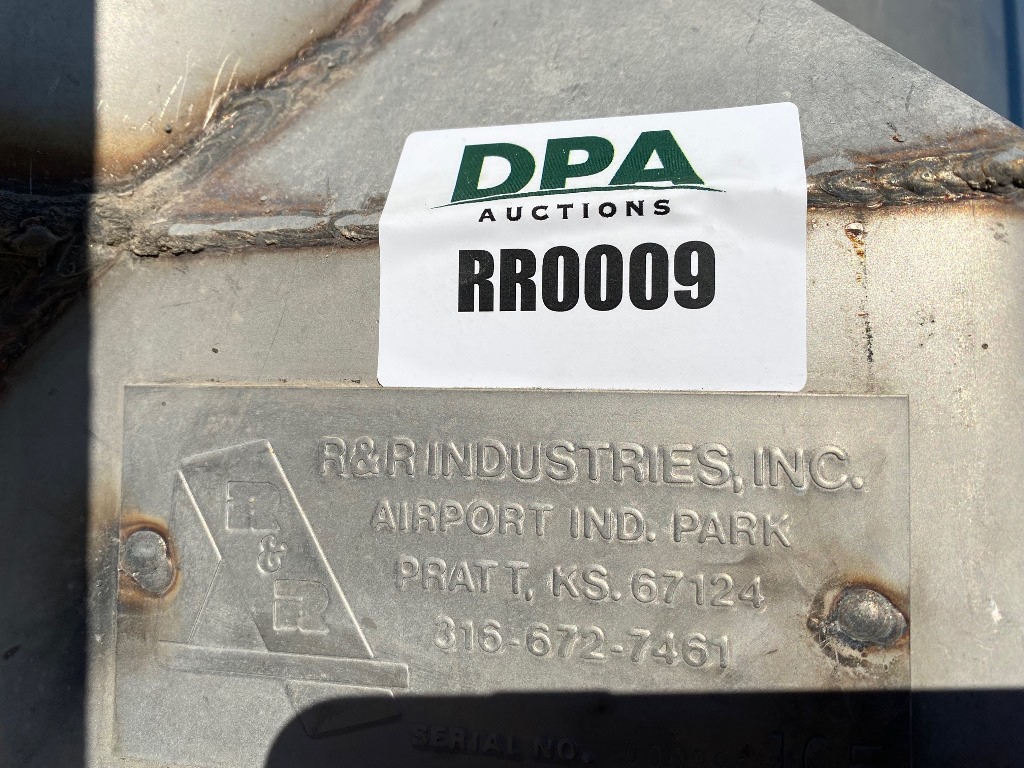 DPA
AUCTIONS
RR0009
R&R INDUSTRIES, INC.
AIRPORT IND. PARK
PRATT, KS. 67124
316-672-7461
R
&
R
SERIAL NO.